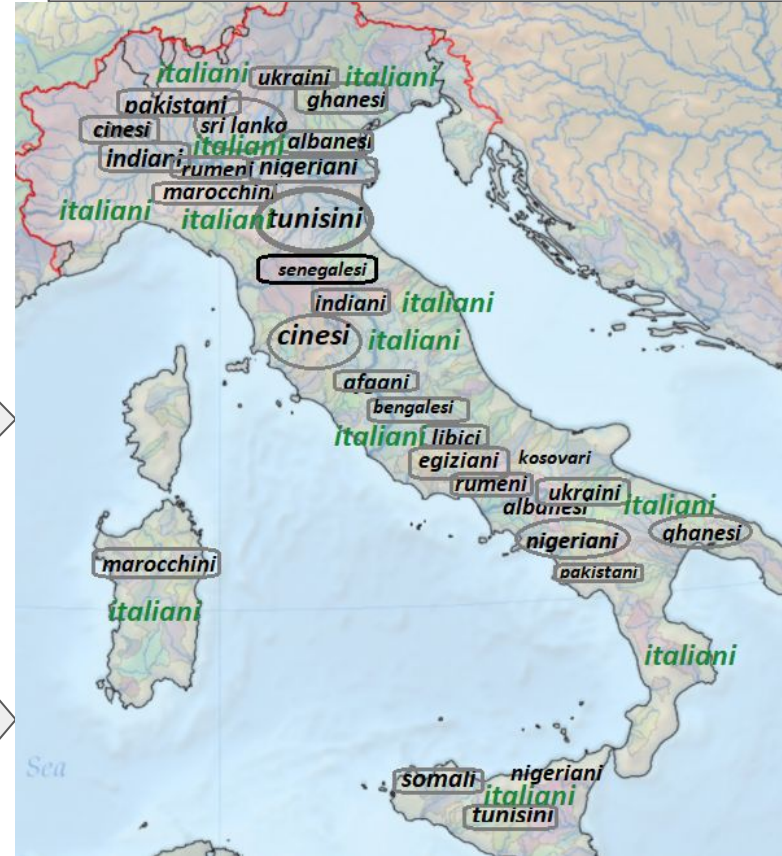 italiani
ukraini
italiani
pakistani
ghanesi
cinesi
sri lanka
italiani
albanesi
indiani
rumeni
nigeriani
marocchini
italiani
italiani
tunisini
senegalesi
indiani
italiani
cinesi
italiani
afgani
bengalesi
italiani
libici
egiziani
kosovari
rumeni
ukraini
albanesi
italiani
nigeriani
ghanesi
marocchini
pakistani
italiani
italiani
Sea
somali
nigeriani
italiani
tunisini